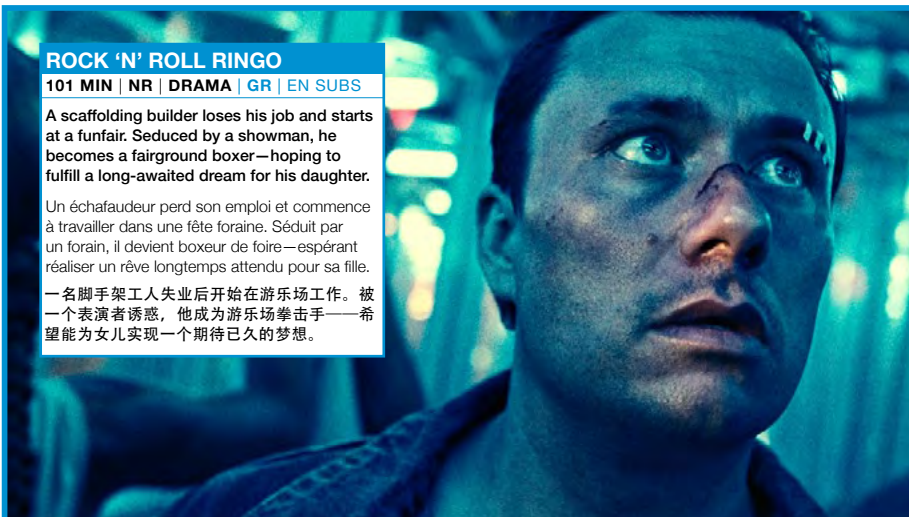 ROCK ‘N’ ROLL RINGO
101 MIN | NR | DRAMA | GR | EN SUBS
A scaffolding builder loses his job and starts
at a funfair. Seduced by a showman, he
becomes a fairground boxer—hoping to
fulfill a long-awaited dream for his daughter.
Un échafaudeur perd son emploi et commence
à travailler dans une fête foraine. Séduit par
un forain, il devient boxeur de foire—espérant
réaliser un rêve longtemps attendu pour sa fille.
一名脚手架工人失业后开始在游乐场工作。被
一个表演者诱惑，他成为游乐场拳击手——希
望能为女儿实现一个期待已久的梦想。